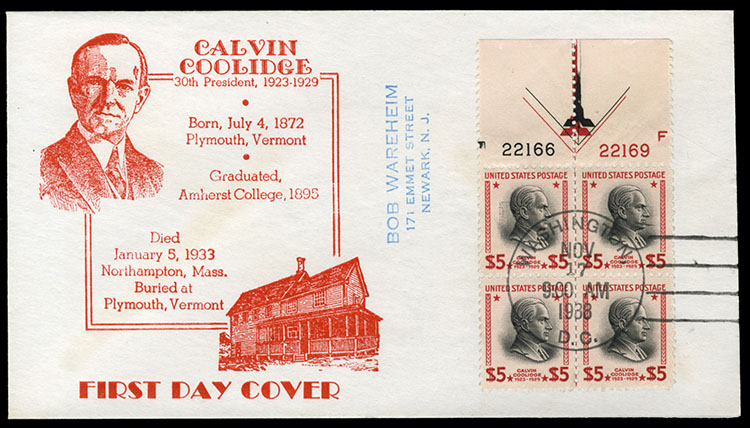 CALVIN
COOLIDGE
30th President, 1923-1929
Born, July 4, 1872
Plymouth, Vermont
Graduated,
Amherst College, 1895
Died
January 5, 1933
Northampton, Mass.
Buried at
Plymouth, Vermont
FIRST DAY COVER
BOB WAREHEIM
171 EMMET STREET
NEWARK, N. J.
22166 22169 F
UNITED STATES POSTAGE UNITED STATES POSTAGE
$5 CALVIN COOLIDGE 1923-1929 $5
$5 CALVIN COOLIDGE 1923-1929 $5
UNITED STATES POSTAGE UNITED STATES POSTAGE
$5 CALVIN COOLIDGE 1923-1929 $5
$5 CALVIN COOLIDGE 1923-1929 $5
WASHINGTON
NOV
17
9:00 AM
1938
D.C.